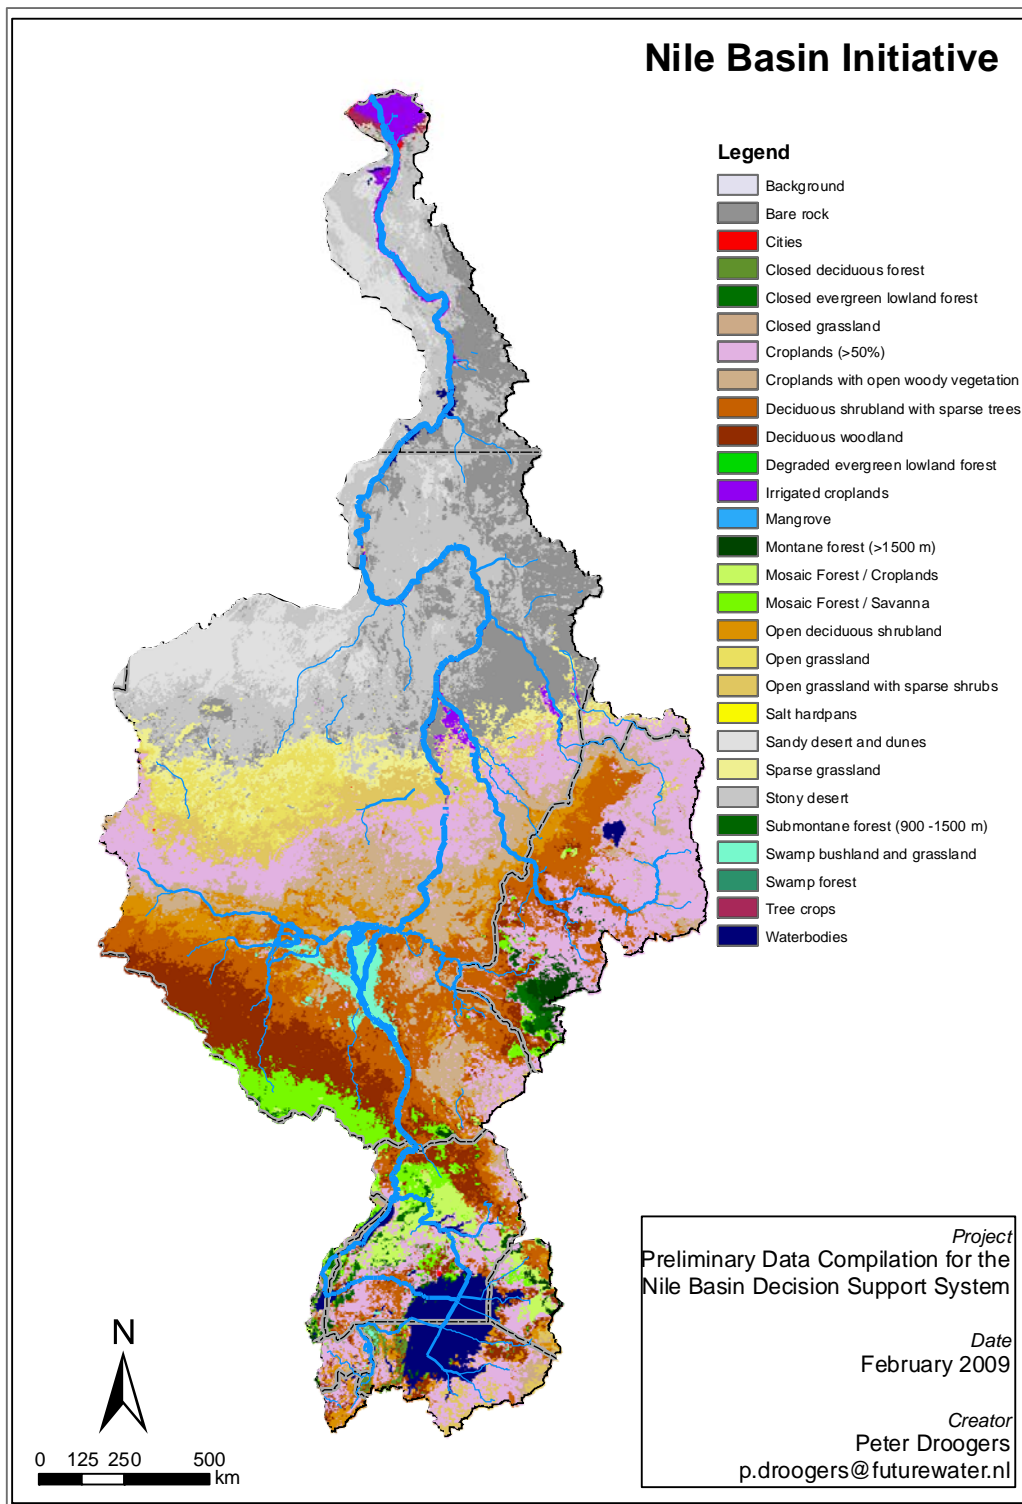 Nile Basin Initiative
Legend
Background
Bare rock
Cities
Closed deciduous forest
Closed evergreen lowland forest
Closed grassland
Croplands (>50%)
Croplands with open woody vegetation
Deciduous shrubland with sparse trees
Deciduous woodland
Degraded evergreen lowland forest
Irrigated croplands
Mangrove
Montane forest (>1500 m)
Mosaic Forest / Croplands
Mosaic Forest / Savanna
Open deciduous shrubland
Open grassland
Open grassland with sparse shrubs
Salt hardpans
Sandy desert and dunes
Sparse grassland
Stony desert
Submontane forest (900 -1500 m)
Swamp bushland and grassland
Swamp forest
Tree crops
Waterbodies
Project
Preliminary Data Compilation for the
Nile Basin Decision Support System
Date
February 2009
Creator
Peter Droogers
p.droogers@futurewater.nl
N
0 125 250 500
km